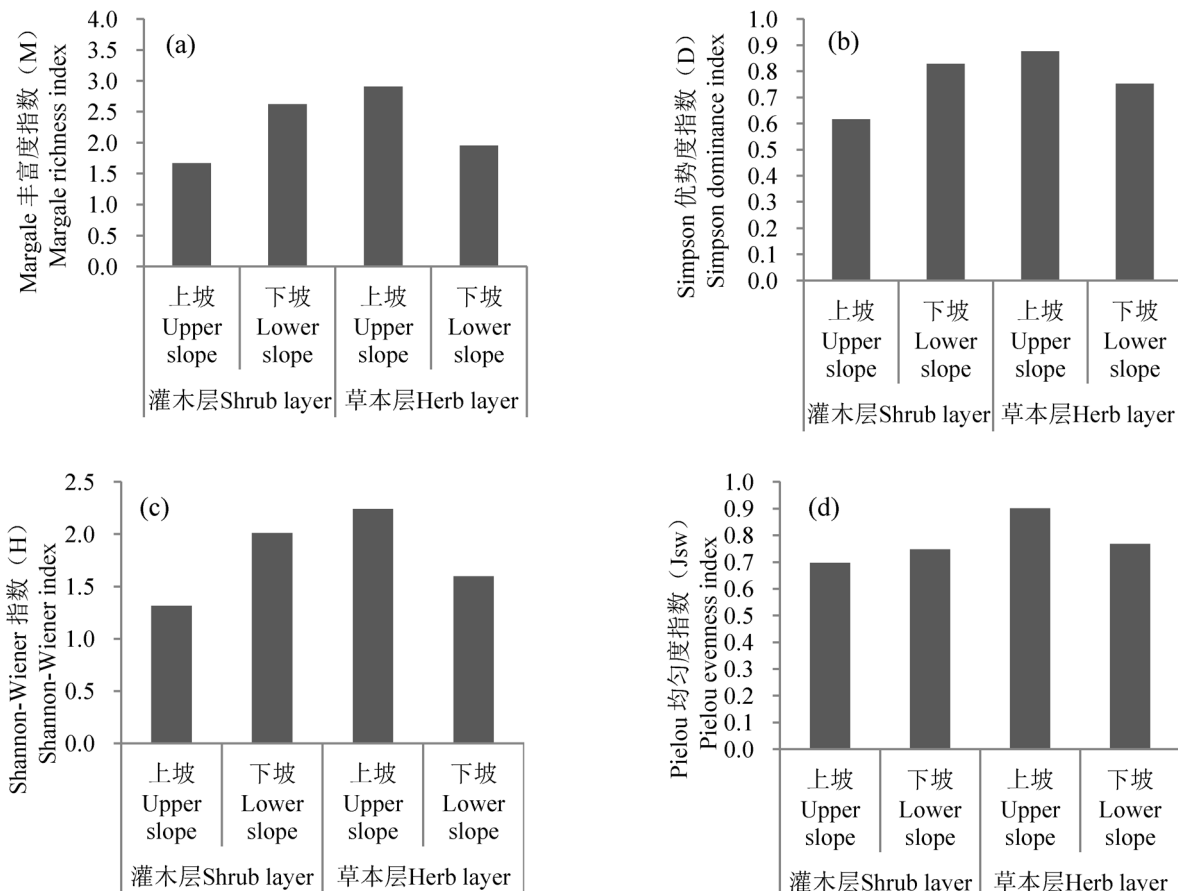 Margale 丰富度指数（M）
Margale richness index
(a)
4.0
3.5
3.0
2.5
2.0
1.5
1.0
0.5
0.0
上坡
Upper
slope
下坡
Lower
slope
上坡
Upper
slope
下坡
Lower
slope
灌木层Shrub layer
草本层Herb layer
Simpson 优势度指数（D）
Simpson dominance index
(b)
1.0
0.9
0.8
0.7
0.6
0.5
0.4
0.3
0.2
0.1
0.0
上坡
Upper
slope
下坡
Lower
slope
上坡
Upper
slope
下坡
Lower
slope
灌木层Shrub layer
草本层Herb layer
Shannon-Wiener 指数（H）
Shannon-Wiener index
(c)
2.5
2.0
1.5
1.0
0.5
0.0
上坡
Upper
slope
下坡
Lower
slope
上坡
Upper
slope
下坡
Lower
slope
灌木层Shrub layer
草本层Herb layer
Pielou 均匀度指数（Jsw）
Pielou evenness index
(d)
1.0
0.9
0.8
0.7
0.6
0.5
0.4
0.3
0.2
0.1
0.0
上坡
Upper
slope
下坡
Lower
slope
上坡
Upper
slope
下坡
Lower
slope
灌木层Shrub layer
草本层Herb layer